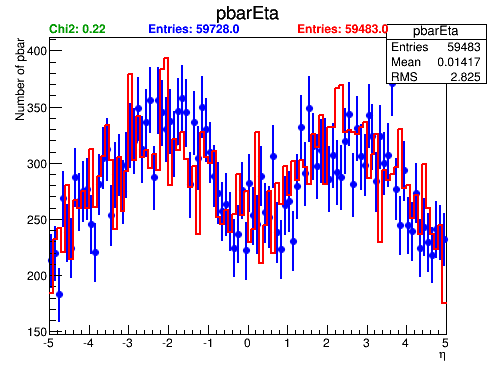 pbarEta
Chi2: 0.22 Entries: 59728.0 Entries: 59483.0
pbarEta
Entries 59483
Mean 0.01417
RMS 2.825
Number of pbar
400
350
300
250
200
150
-5 -4 -3 -2 -1 0 1 2 3 4 5
η